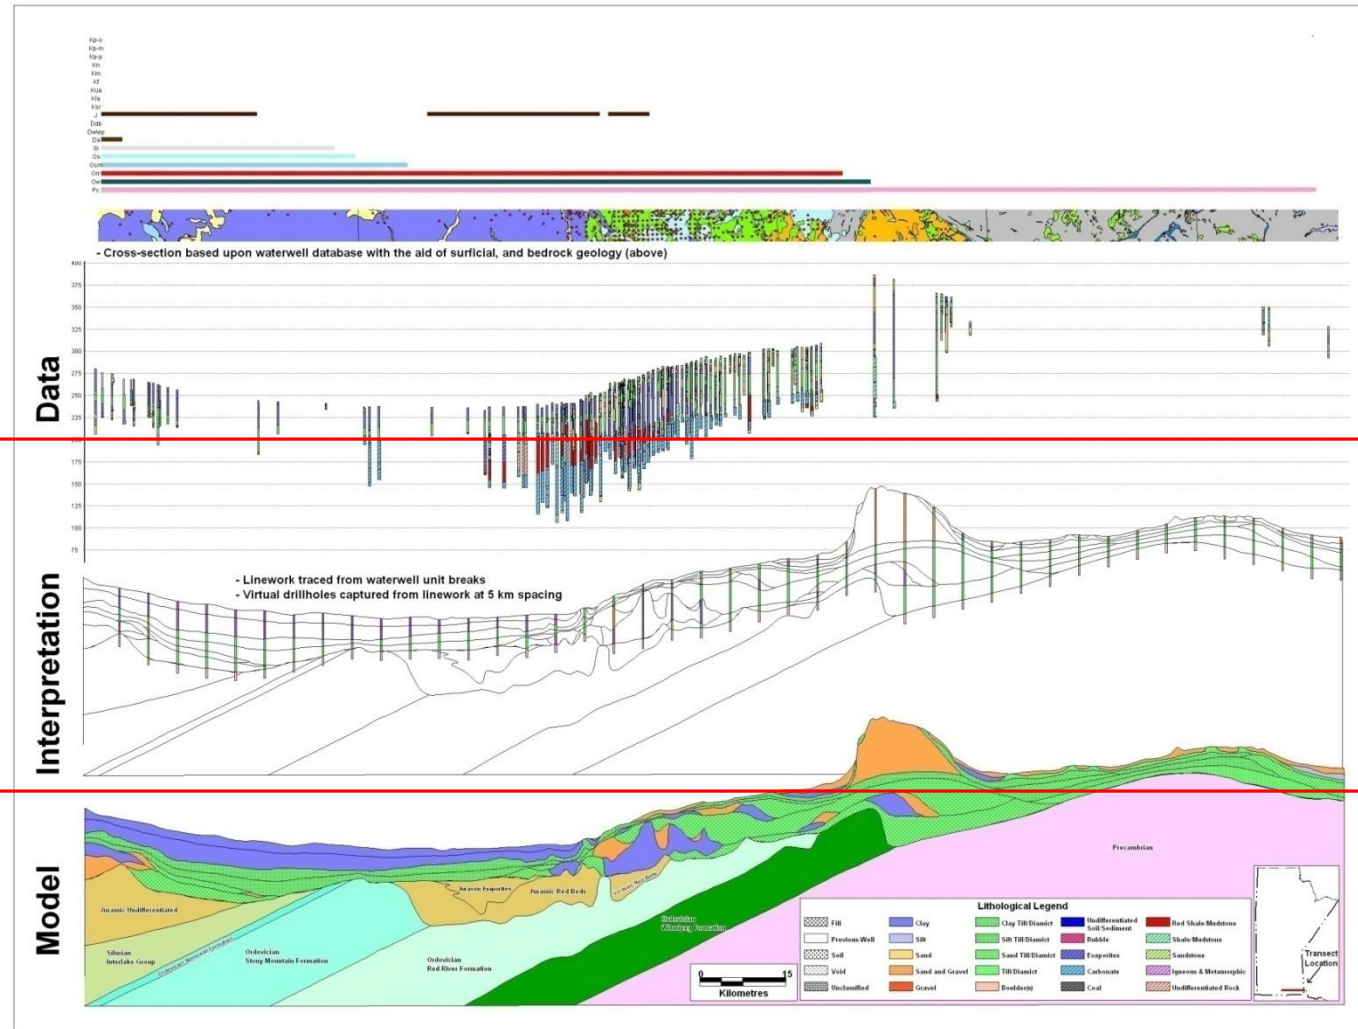 Kp-o
Kp-m
Kp-p
Kn
Km
Kf
Kua
Kla
Ksr
J
Ddb
Dwtep
Da
Si
Os
Osm
Orr
Ow
Pc
- Cross-section based upon waterwell database with the aid of surficial, and bedrock geology (above)
Data
400
375
350
325
300
275
250
225
200
175
150
125
100
75
Interpretation
- Linework traced from waterwell unit breaks
- Virtual drillholes captured from linework at 5 km spacing
Model
Jurassic Undifferentiated
Silurian
Interlake Group
Ordovician Stonewall Formation
Ordovician
Stony Mountain Formation
Jurassic Evaporites
Jurassic Red Beds
Jurassic Red Beds
Ordovician
Red River Formation
Ordovician
Winnipeg Formation
Precambrian
0 15
Kilometres
Lithological Legend
Fill
Previous-Well
Soil
Void
Unclassified
Clay
Silt
Sand
Sand and Gravel
Gravel
Clay Till/Diamict
Silt Till/Diamict
Sand Till/Diamict
Till/Diamict
Boulder(s)
Undifferentiated
Soil/Sediment
Rubble
Evaporites
Carbonate
Coal
Red Shale/Mudstone
Shale/Mudstone
Sandstone
Igneous & Metamorphic
Undifferentiated Rock
Transect
Location